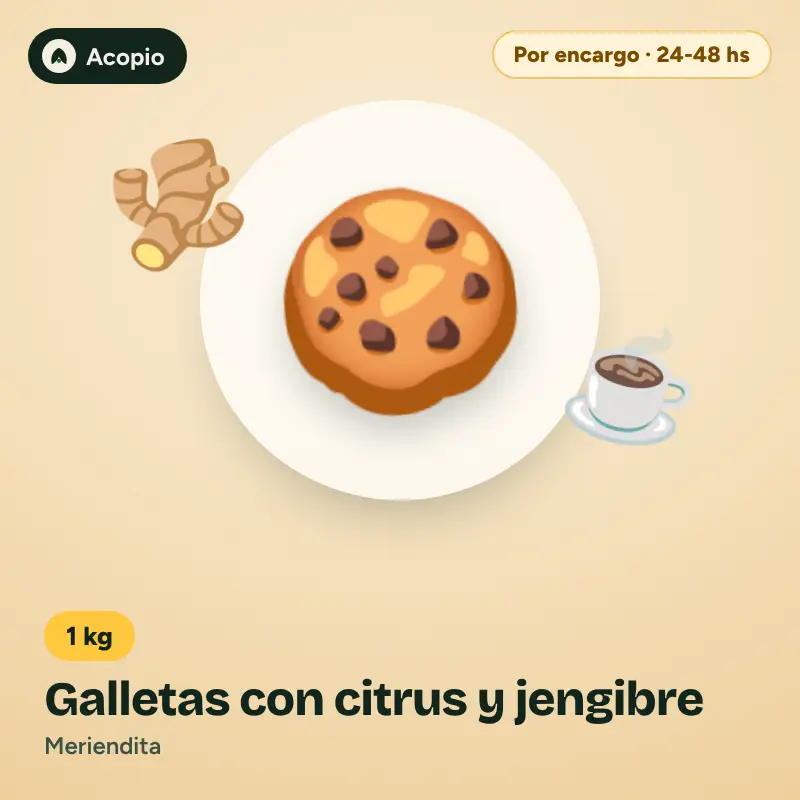 Acopio
Por encargo · 24-48 hs
1 kg
Galletas con citrus y jengibre
Meriendita